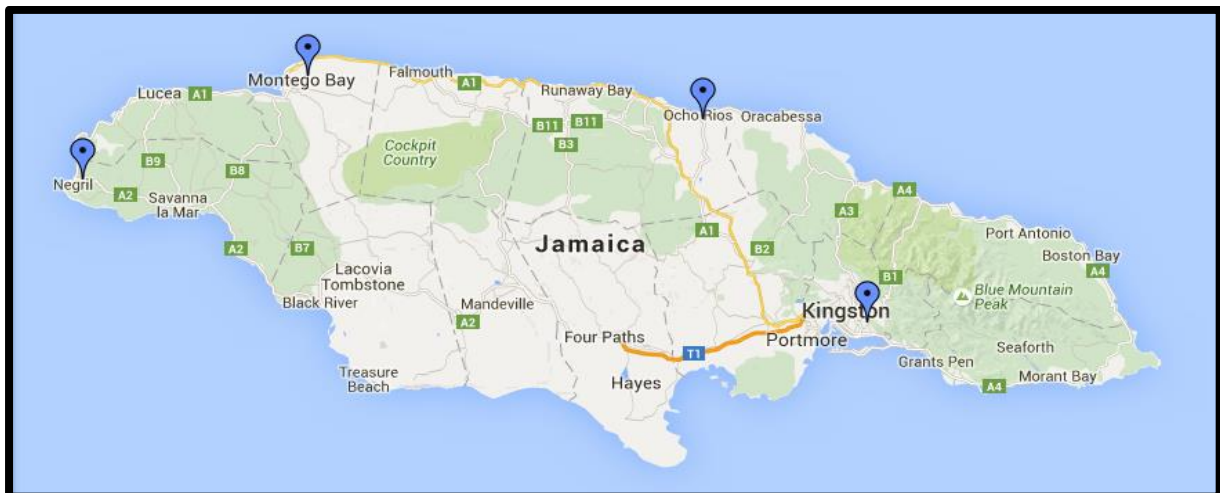 Montego Bay
Falmouth
A1
Lucea
A1
Runaway Bay
Ocho Rios
Oracabessa
B11
B11
B3
Cockpit
Country
Negril
B9
B8
A2
Savanna
la Mar
A4
A3
A1
B2
Port Antonio
Boston Bay
A4
A2
B7
Jamaica
Lacovia
Tombstone
B1
Blue Mountain
Peak
Black River
Mandeville
A2
Kingston
Four Paths
Portmore
T1
Seaforth
Grants Pen
Treasure
Beach
Hayes
Morant Bay
A4